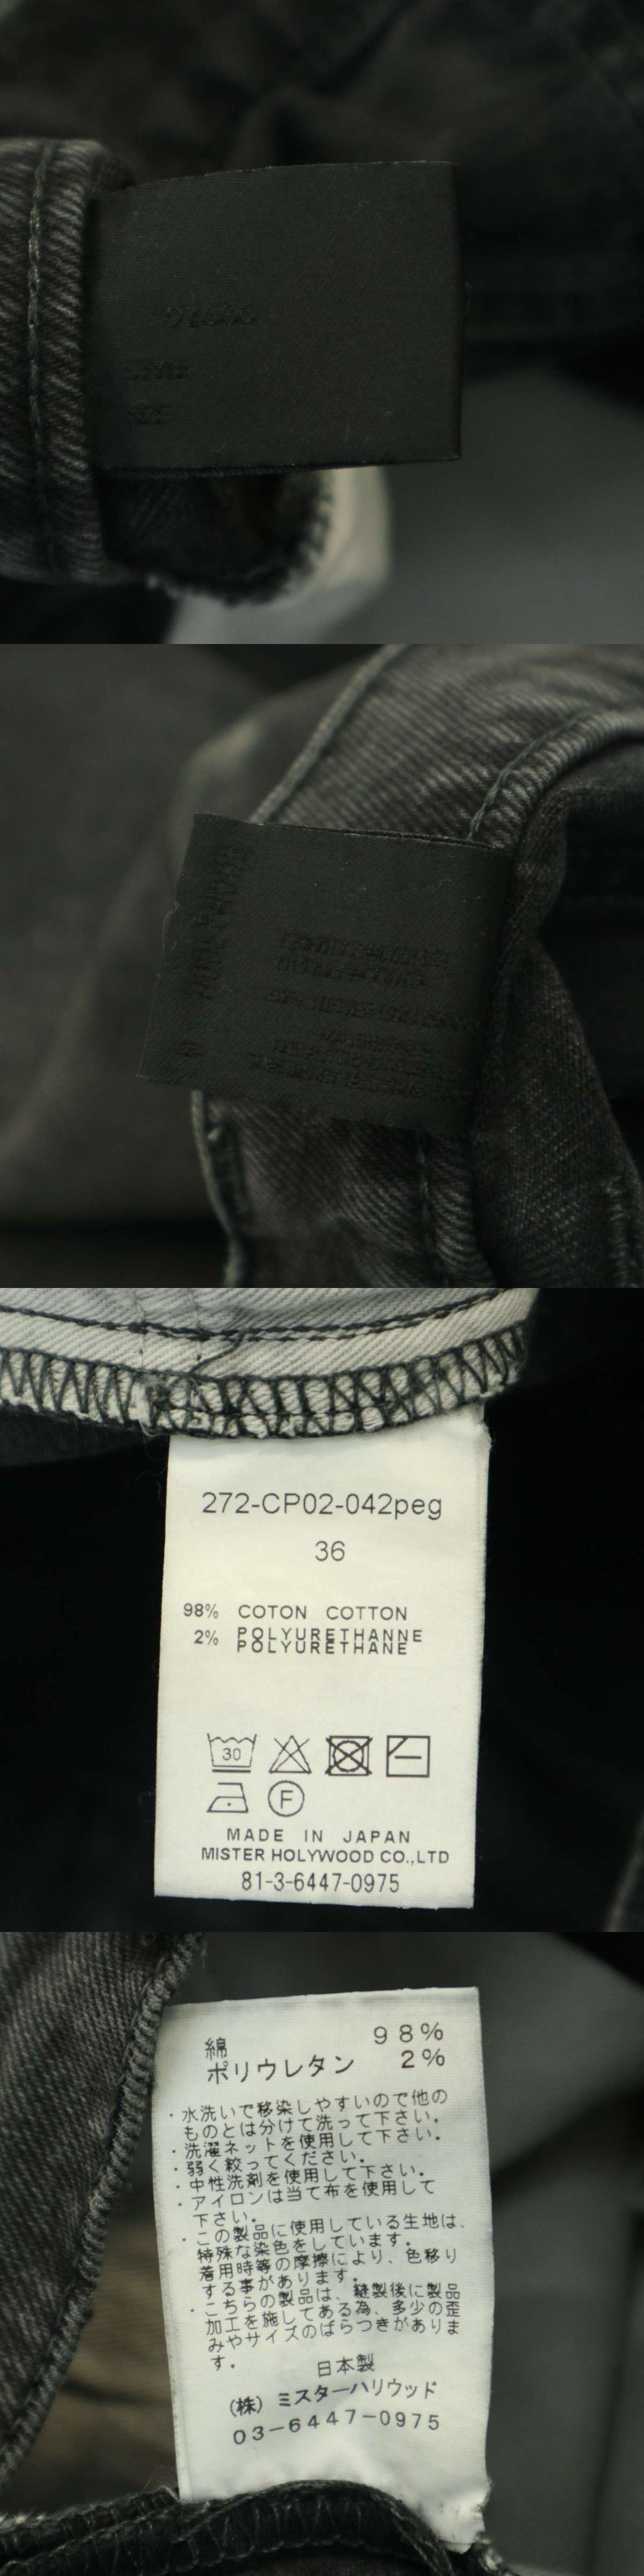 272-CP02-042peg
36
98% COTON COTTON
2% POLYURETHANNE
POLYURETHANE
30
F
MADE IN JAPAN
MISTER HOLYWOOD CO.,LTD
81-3-6447-0975
綿 98%
ポリウレタン 2%
・水洗いで移染しやすいので他の
ものとは分けて洗って下さい。
・洗濯ネットを使用して下さい。
・弱く絞ってください。
・中性洗剤を使用して下さい。
・アイロンは当て布を使用して
下さい。
・この製品に使用している生地は、
特殊な染色をしています。
着用時等の摩擦により、色移り
する事があります。
・こちらの製品は、縫製後に製品
加工を施してある為、多少の歪
みやサイズのばらつきがありま
す。
日本製
(株) ミスターハリウッド
03-6447-0975